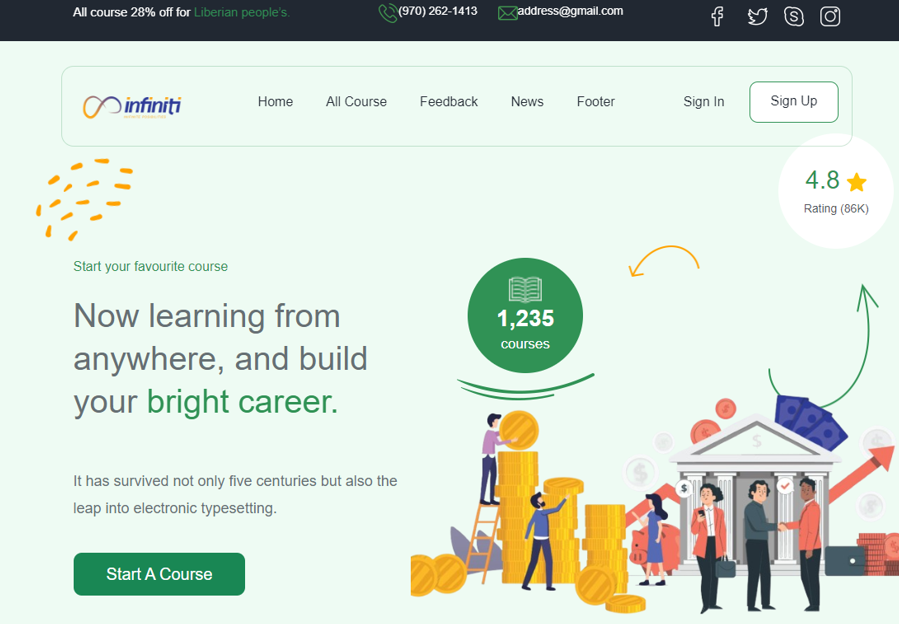 All course 28% off for Liberian people's.
(970) 262-1413
address@gmail.com
infiniti
Home
All Course
Feedback
News
Footer
Sign In
Sign Up
4.8
Rating (86K)
Start your favourite course
Now learning from
anywhere, and build
your bright career.
1,235
courses
It has survived not only five centuries but also the
leap into electronic typesetting.
Start A Course